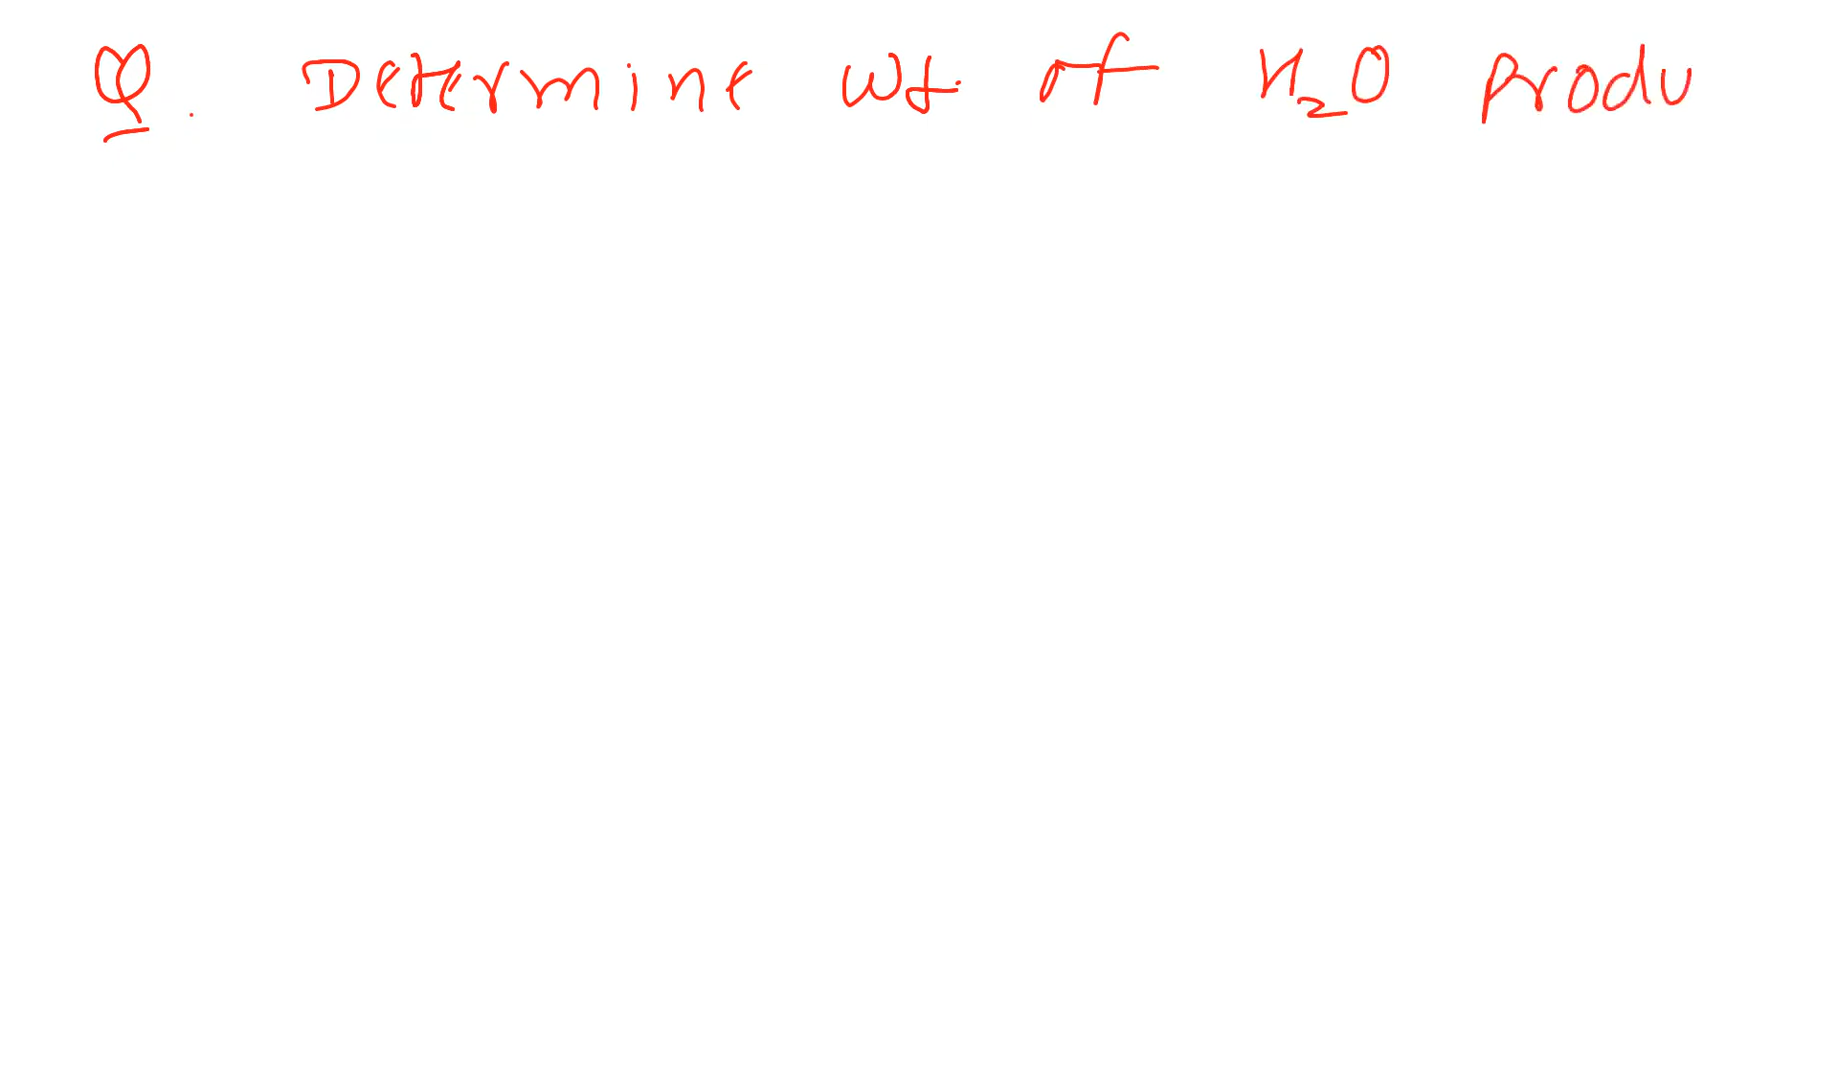 Q. Determine wt. of H₂O produ